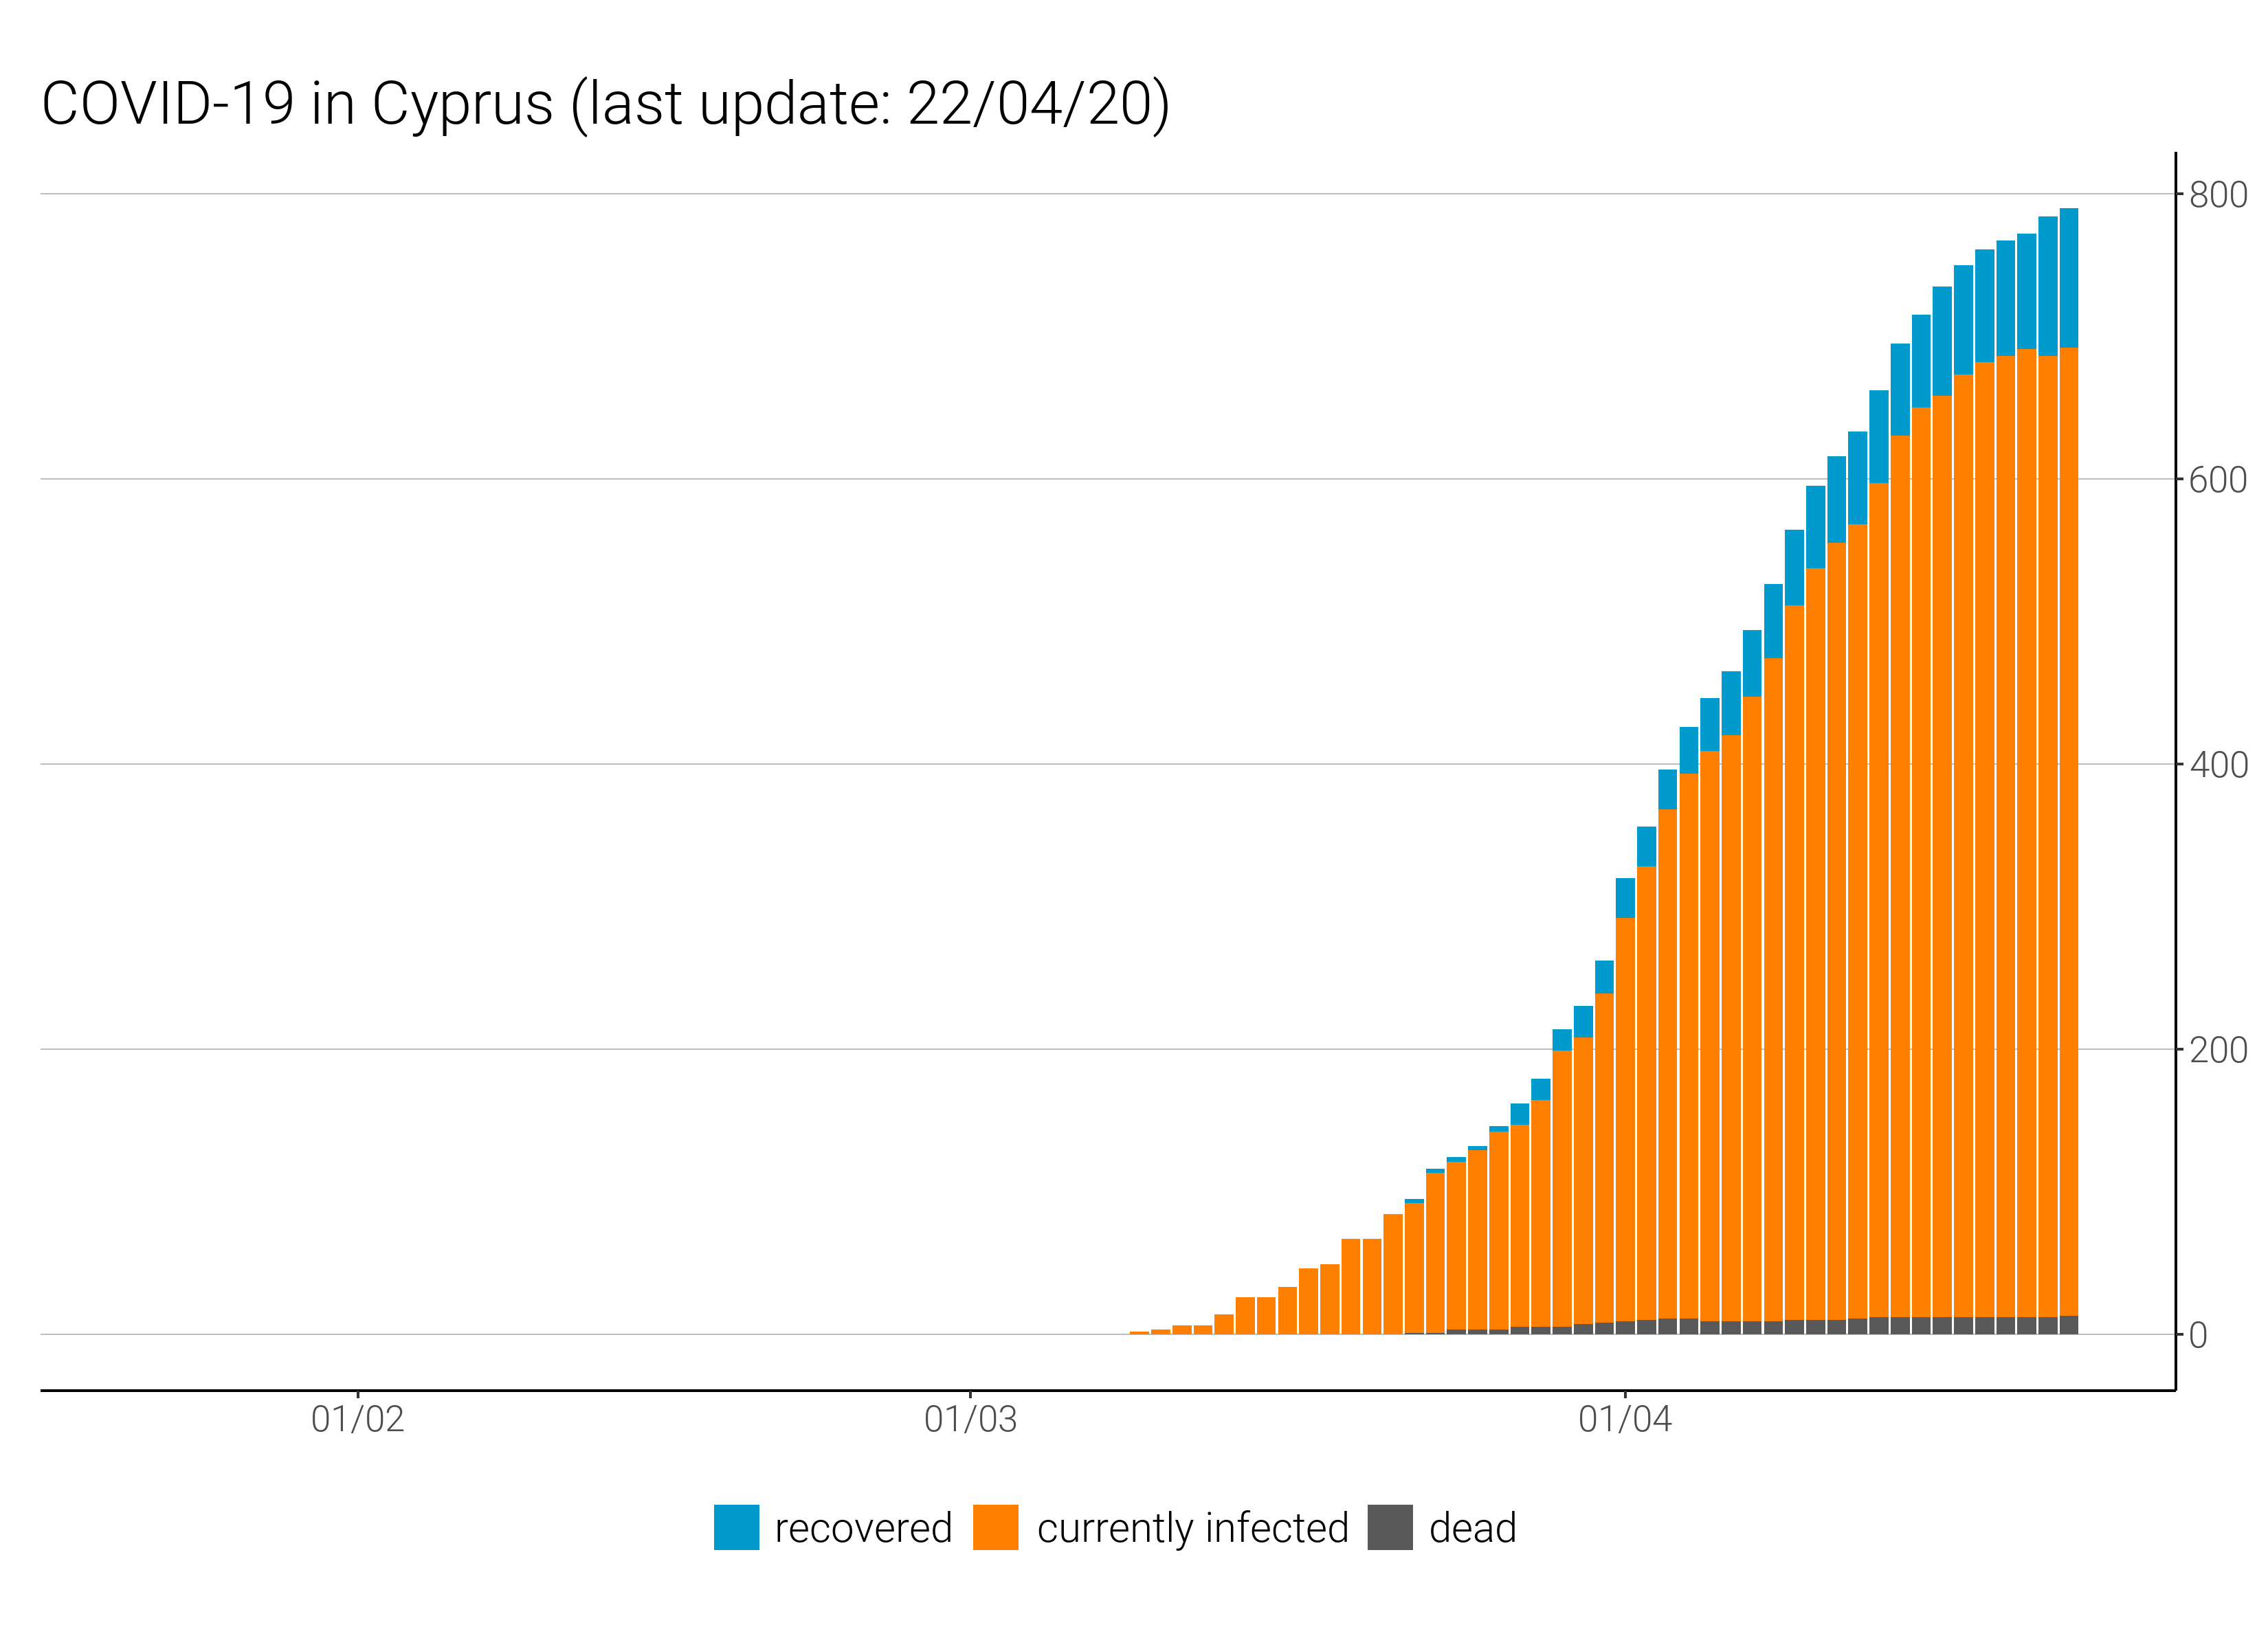 COVID-19 in Cyprus (last update: 22/04/20)
800
600
400
200
0
01/02 01/03 01/04
recovered currently infected dead